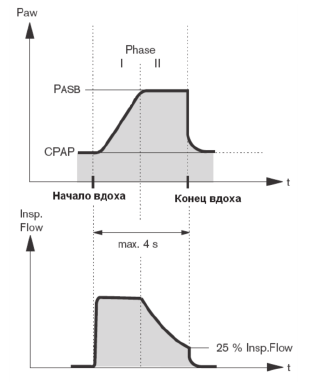 Paw
Phase
I II
PASB
CPAP
t
Начало вдоха
Конец вдоха
Insp.
Flow
max. 4 s
25 % Insp.Flow
t